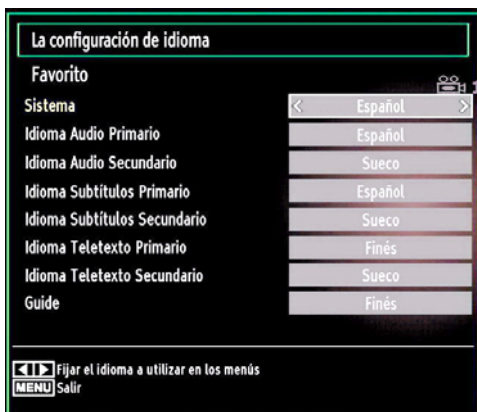 La configuración de idioma
Favorito
Sistema < Español >
Idioma Audio Primario Español
Idioma Audio Secundario Sueco
Idioma Subtítulos Primario Español
Idioma Subtítulos Secundario Sueco
Idioma Teletexto Primario Finés
Idioma Teletexto Secundario Sueco
Guide Finés
Fijar el idioma a utilizar en los menús
MENU Salir